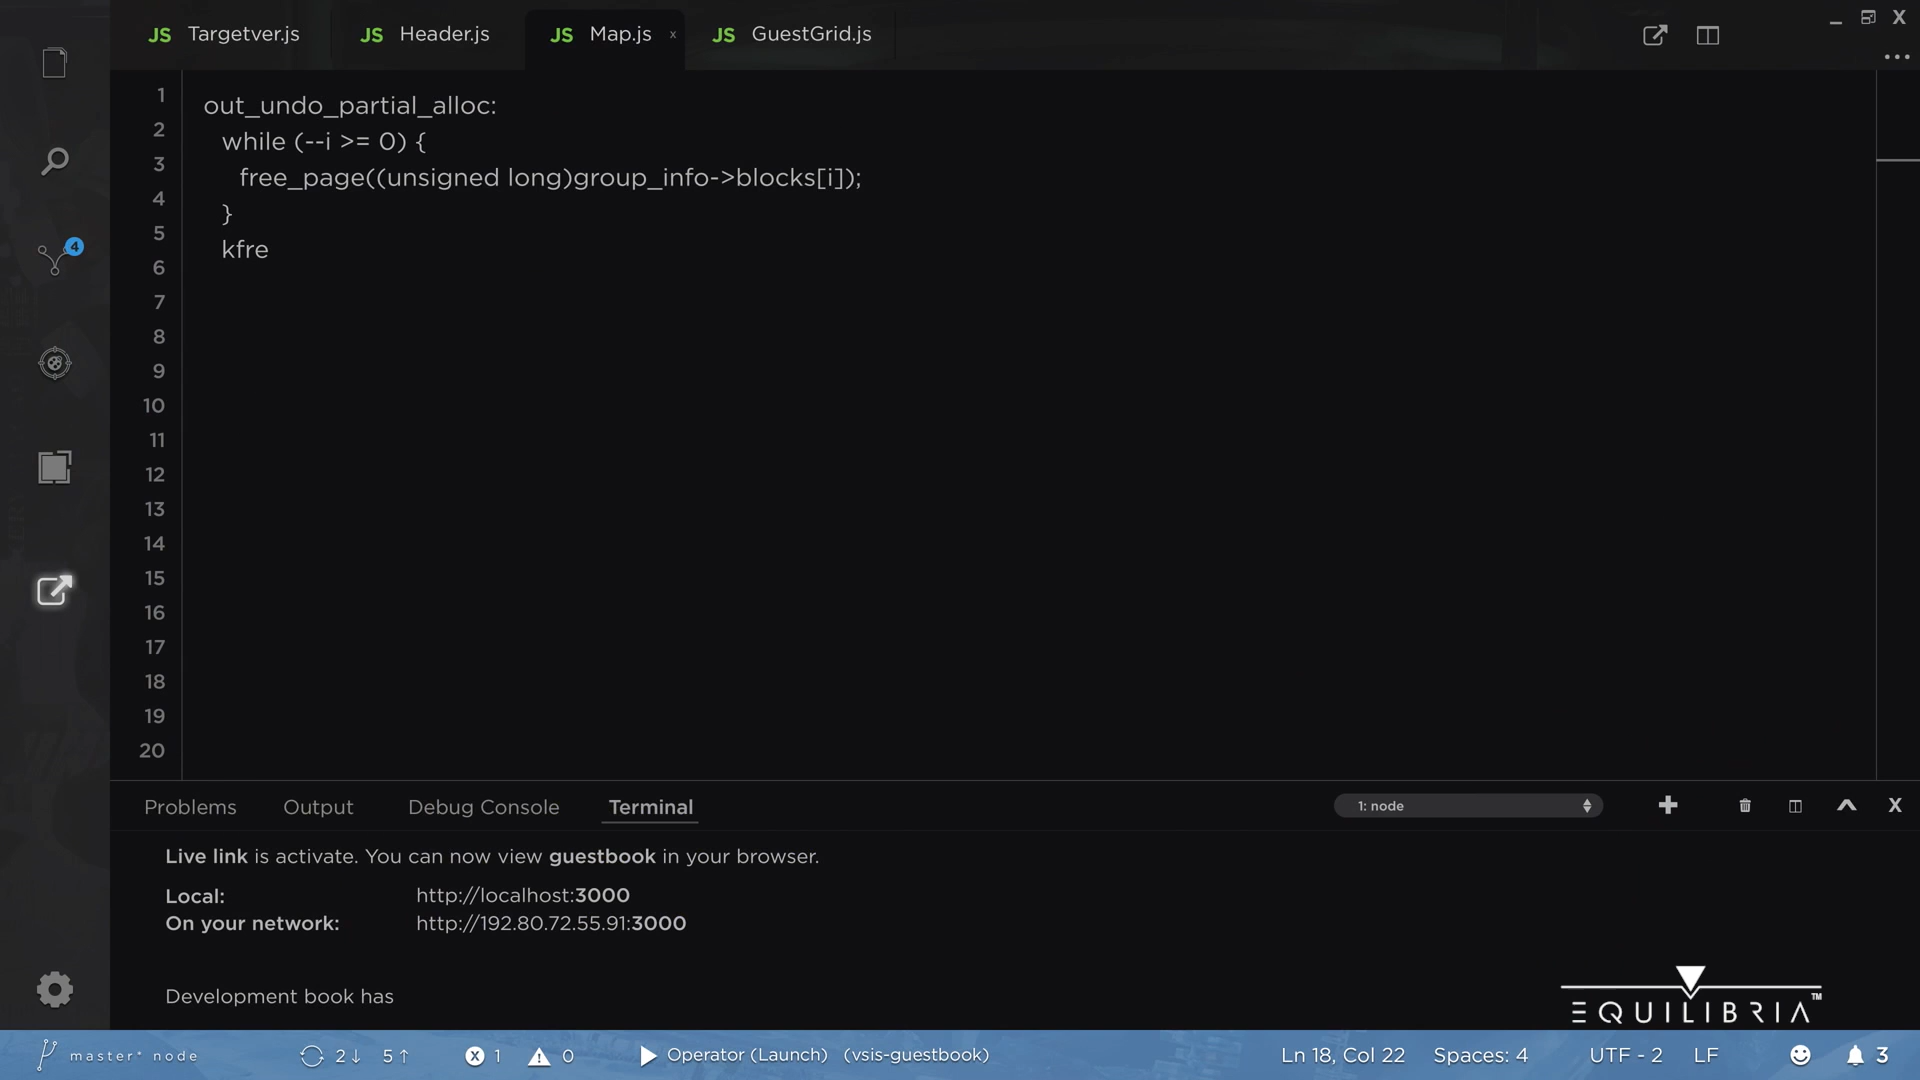 JS Targetver.js JS Header.js JS Map.js x JS GuestGrid.js
1
2
3
4
5
6
7
8
9
10
11
12
13
14
15
16
17
18
19
20
out_undo_partial_alloc:
while (--i >= 0) {
free_page((unsigned long)group_info->blocks[i]);
}
kfre
4
Problems Output Debug Console Terminal 1: node X
Live link is activate. You can now view guestbook in your browser.
Local: http://localhost:3000
On your network: http://192.80.72.55.91:3000
Development book has
EQUILIBRIA™
master* node 2↓ 5↑ X 1 0 Operator (Launch) (vsis-guestbook) Ln 18, Col 22 Spaces: 4 UTF - 2 LF 3